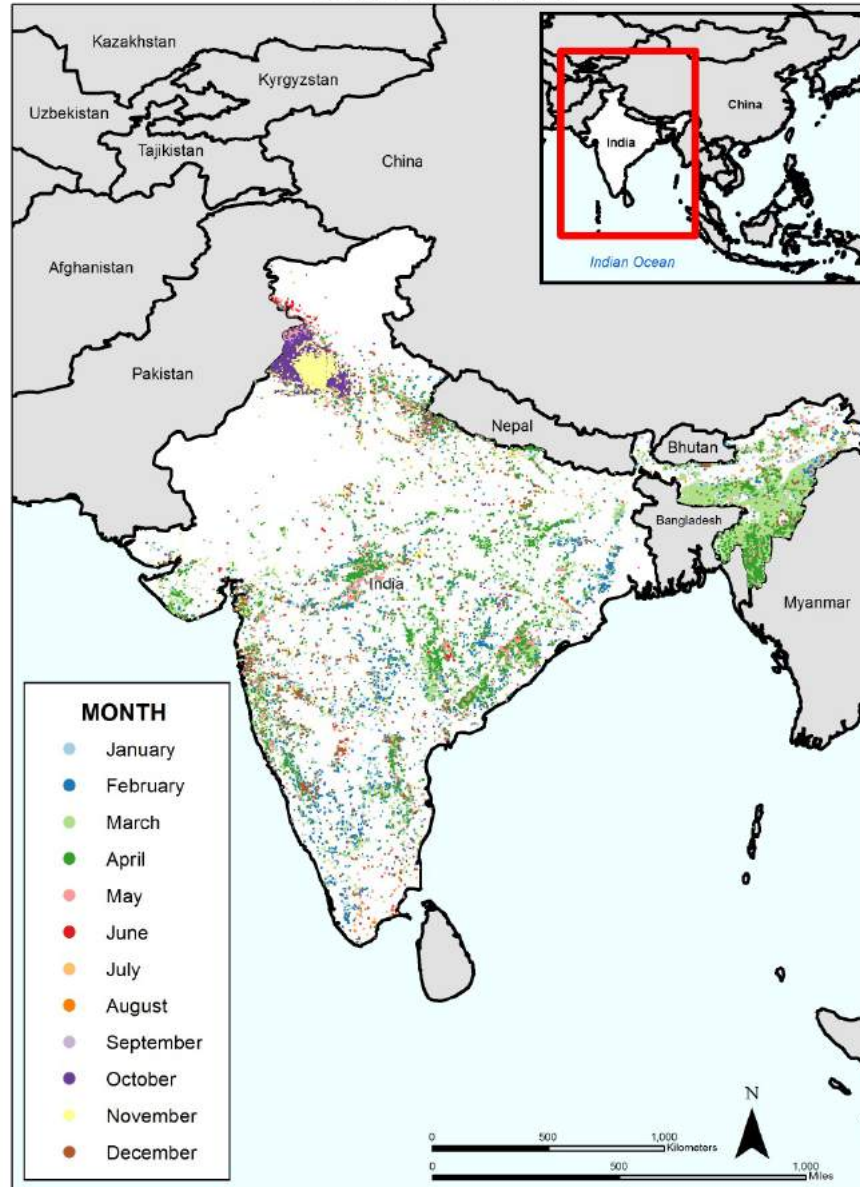 Kazakhstan
Kyrgyzstan
Uzbekistan
Tajikistan
China
Afghanistan
Pakistan
Nepal
Bhutan
Bangladesh
India
Myanmar
China
India
Indian Ocean
MONTH
January
February
March
April
May
June
July
August
September
October
November
December
N
0 500 1,000
Kilometers
0 500 1,000
Miles